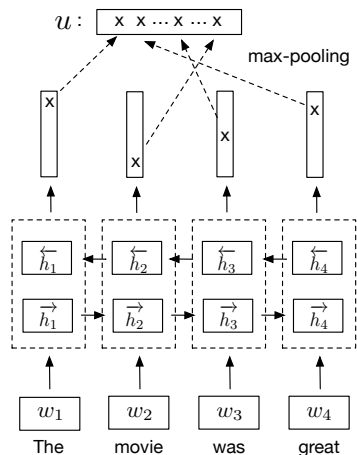 u : x x ... x ... x
max-pooling
x x x x
←h₁ ←h₂ ←h₃ ←h₄
→h₁ →h₂ →h₃ →h₄
w₁ w₂ w₃ w₄
The movie was great